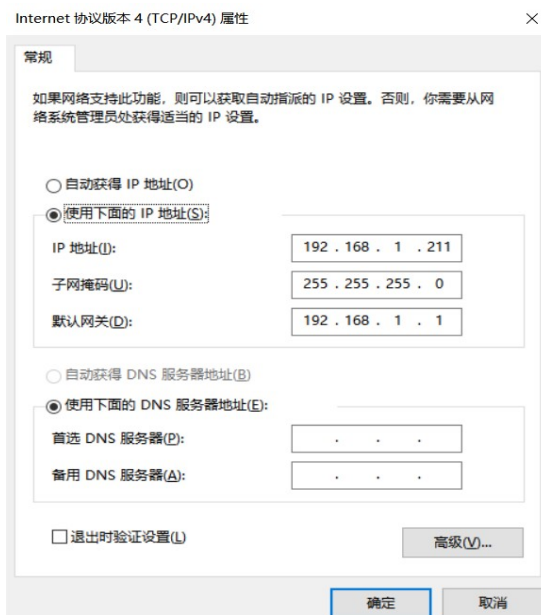 Internet 协议版本 4 (TCP/IPv4) 属性
常规
如果网络支持此功能，则可以获取自动指派的 IP 设置。否则，你需要从网
络系统管理员处获得适当的 IP 设置。
自动获得 IP 地址(O)
使用下面的 IP 地址(S):
IP 地址(I): 192 . 168 . 1 . 211
子网掩码(U): 255 . 255 . 255 . 0
默认网关(D): 192 . 168 . 1 . 1
自动获得 DNS 服务器地址(B)
使用下面的 DNS 服务器地址(E):
首选 DNS 服务器(P): . . .
备用 DNS 服务器(A): . . .
退出时验证设置(L)
高级(V)...
确定 取消